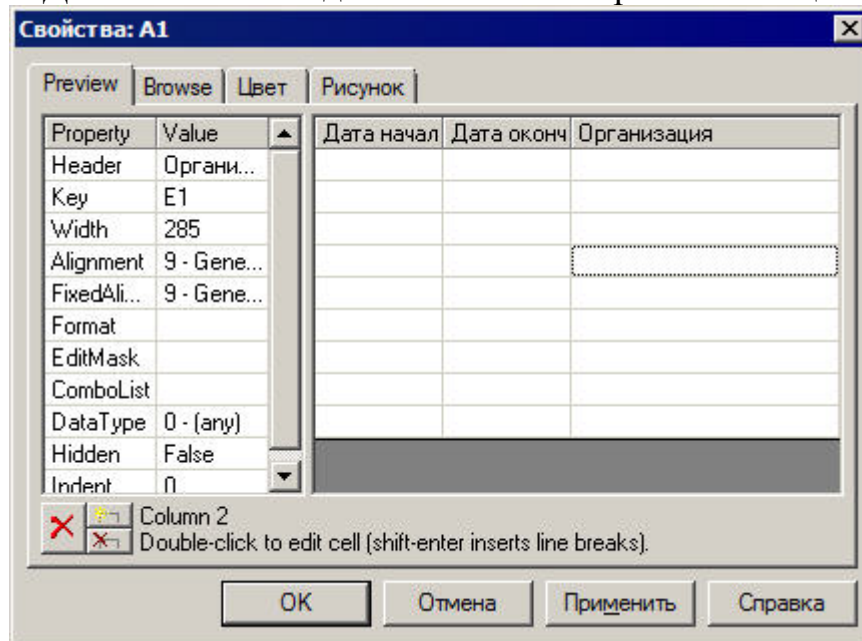 Свойства: A1
Preview Browse Цвет Рисунок
Property Value Дата начал Дата оконч Организация
Header Органи...
Key E1
Width 285
Alignment 9 - Gene...
FixedAli... 9 - Gene...
Format
EditMask
ComboList
DataType 0 - (any)
Hidden False
Indent 0
Column 2
Double-click to edit cell (shift-enter inserts line breaks).
OK Отмена Применить Справка